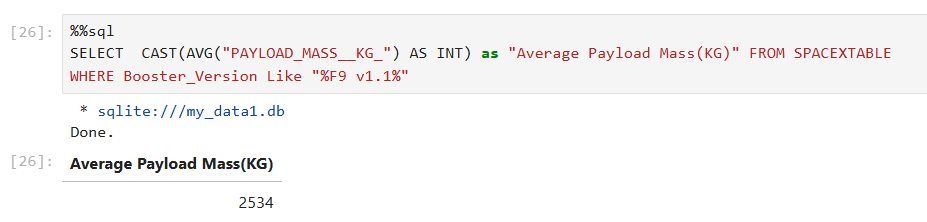 [26]: %%sql
SELECT  CAST(AVG("PAYLOAD_MASS__KG_") AS INT) as "Average Payload Mass(KG)" FROM SPACEXTABLE
WHERE Booster_Version Like "%F9 v1.1%"
* sqlite:///my_data1.db
Done.
[26]: Average Payload Mass(KG)
2534